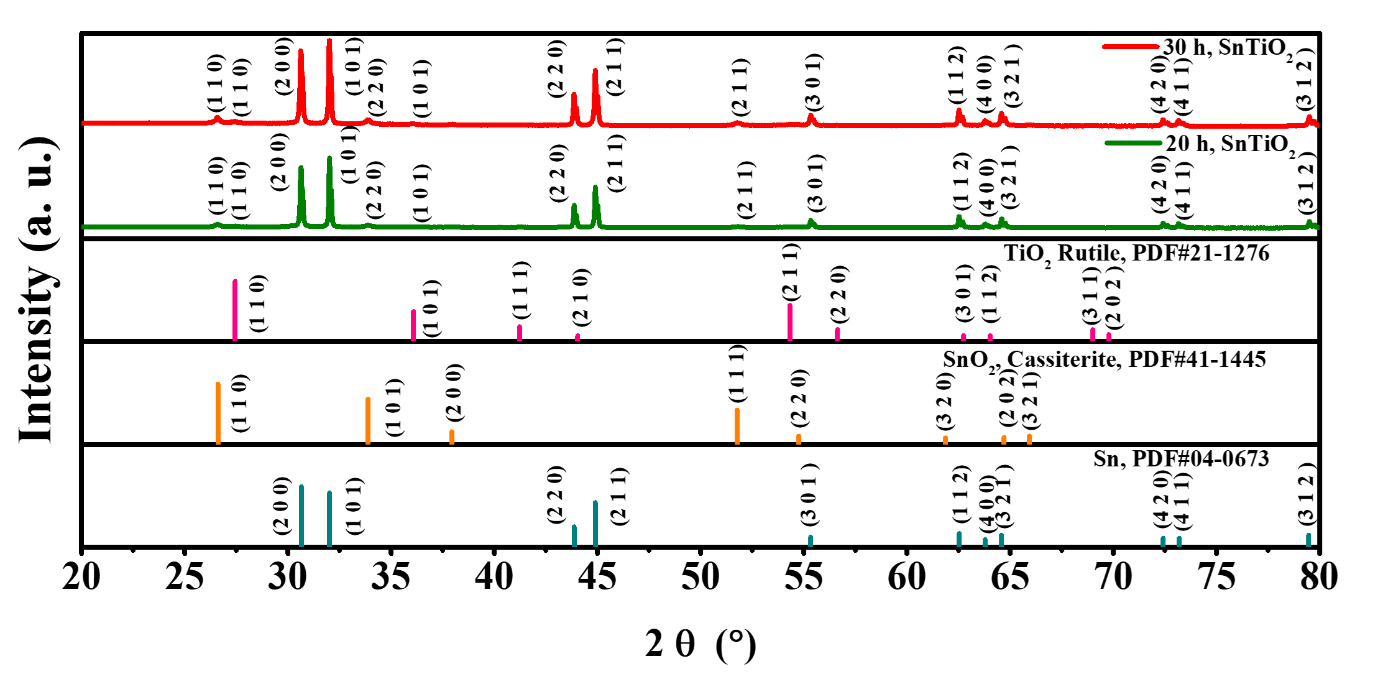 30 h, SnTiO2
(1 1 0) (1 1 0) (2 0 0) (1 0 1) (2 2 0) (1 0 1) (2 2 0) (2 1 1) (2 1 1) (3 0 1) (1 1 2) (4 0 0) (3 2 1) (4 2 0) (4 1 1) (3 1 2)
20 h, SnTiO2
(1 1 0) (1 1 0) (2 0 0) (1 0 1) (2 2 0) (1 0 1) (2 2 0) (2 1 1) (2 1 1) (3 0 1) (1 1 2) (4 0 0) (3 2 1) (4 2 0) (4 1 1) (3 1 2)
TiO2 Rutile, PDF#21-1276
(1 1 0) (1 0 1) (1 1 1) (2 1 0) (2 1 1) (2 2 0) (3 0 1) (1 1 2) (3 1 1) (2 0 2)
SnO2, Cassiterite, PDF#41-1445
(1 1 0) (1 0 1) (2 0 0) (1 1 1) (2 2 0) (3 2 0) (2 0 2) (3 2 1)
Sn, PDF#04-0673
(2 0 0) (1 0 1) (2 2 0) (2 1 1) (3 0 1) (1 1 2) (4 0 0) (3 2 1) (4 2 0) (4 1 1) (3 1 2)
Intensity (a. u.)
20 25 30 35 40 45 50 55 60 65 70 75 80
2 θ (°)